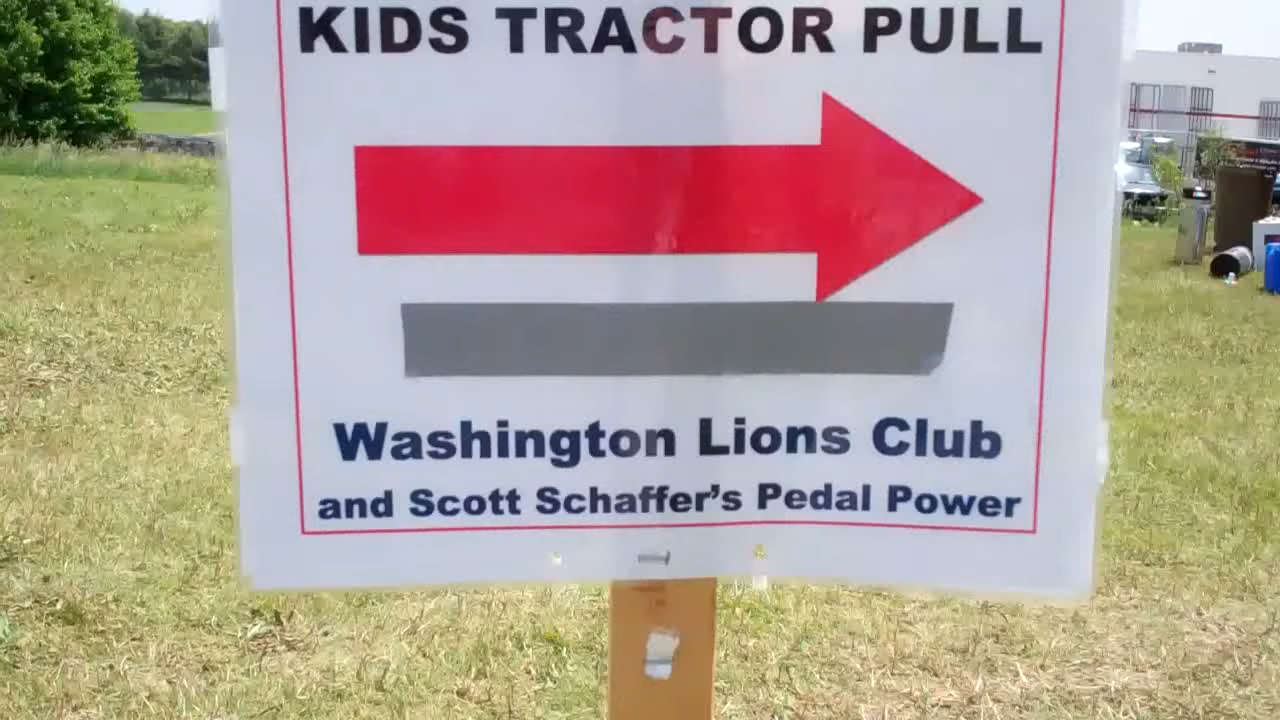 KIDS TRACTOR PULL
Washington Lions Club
and Scott Schaffer's Pedal Power